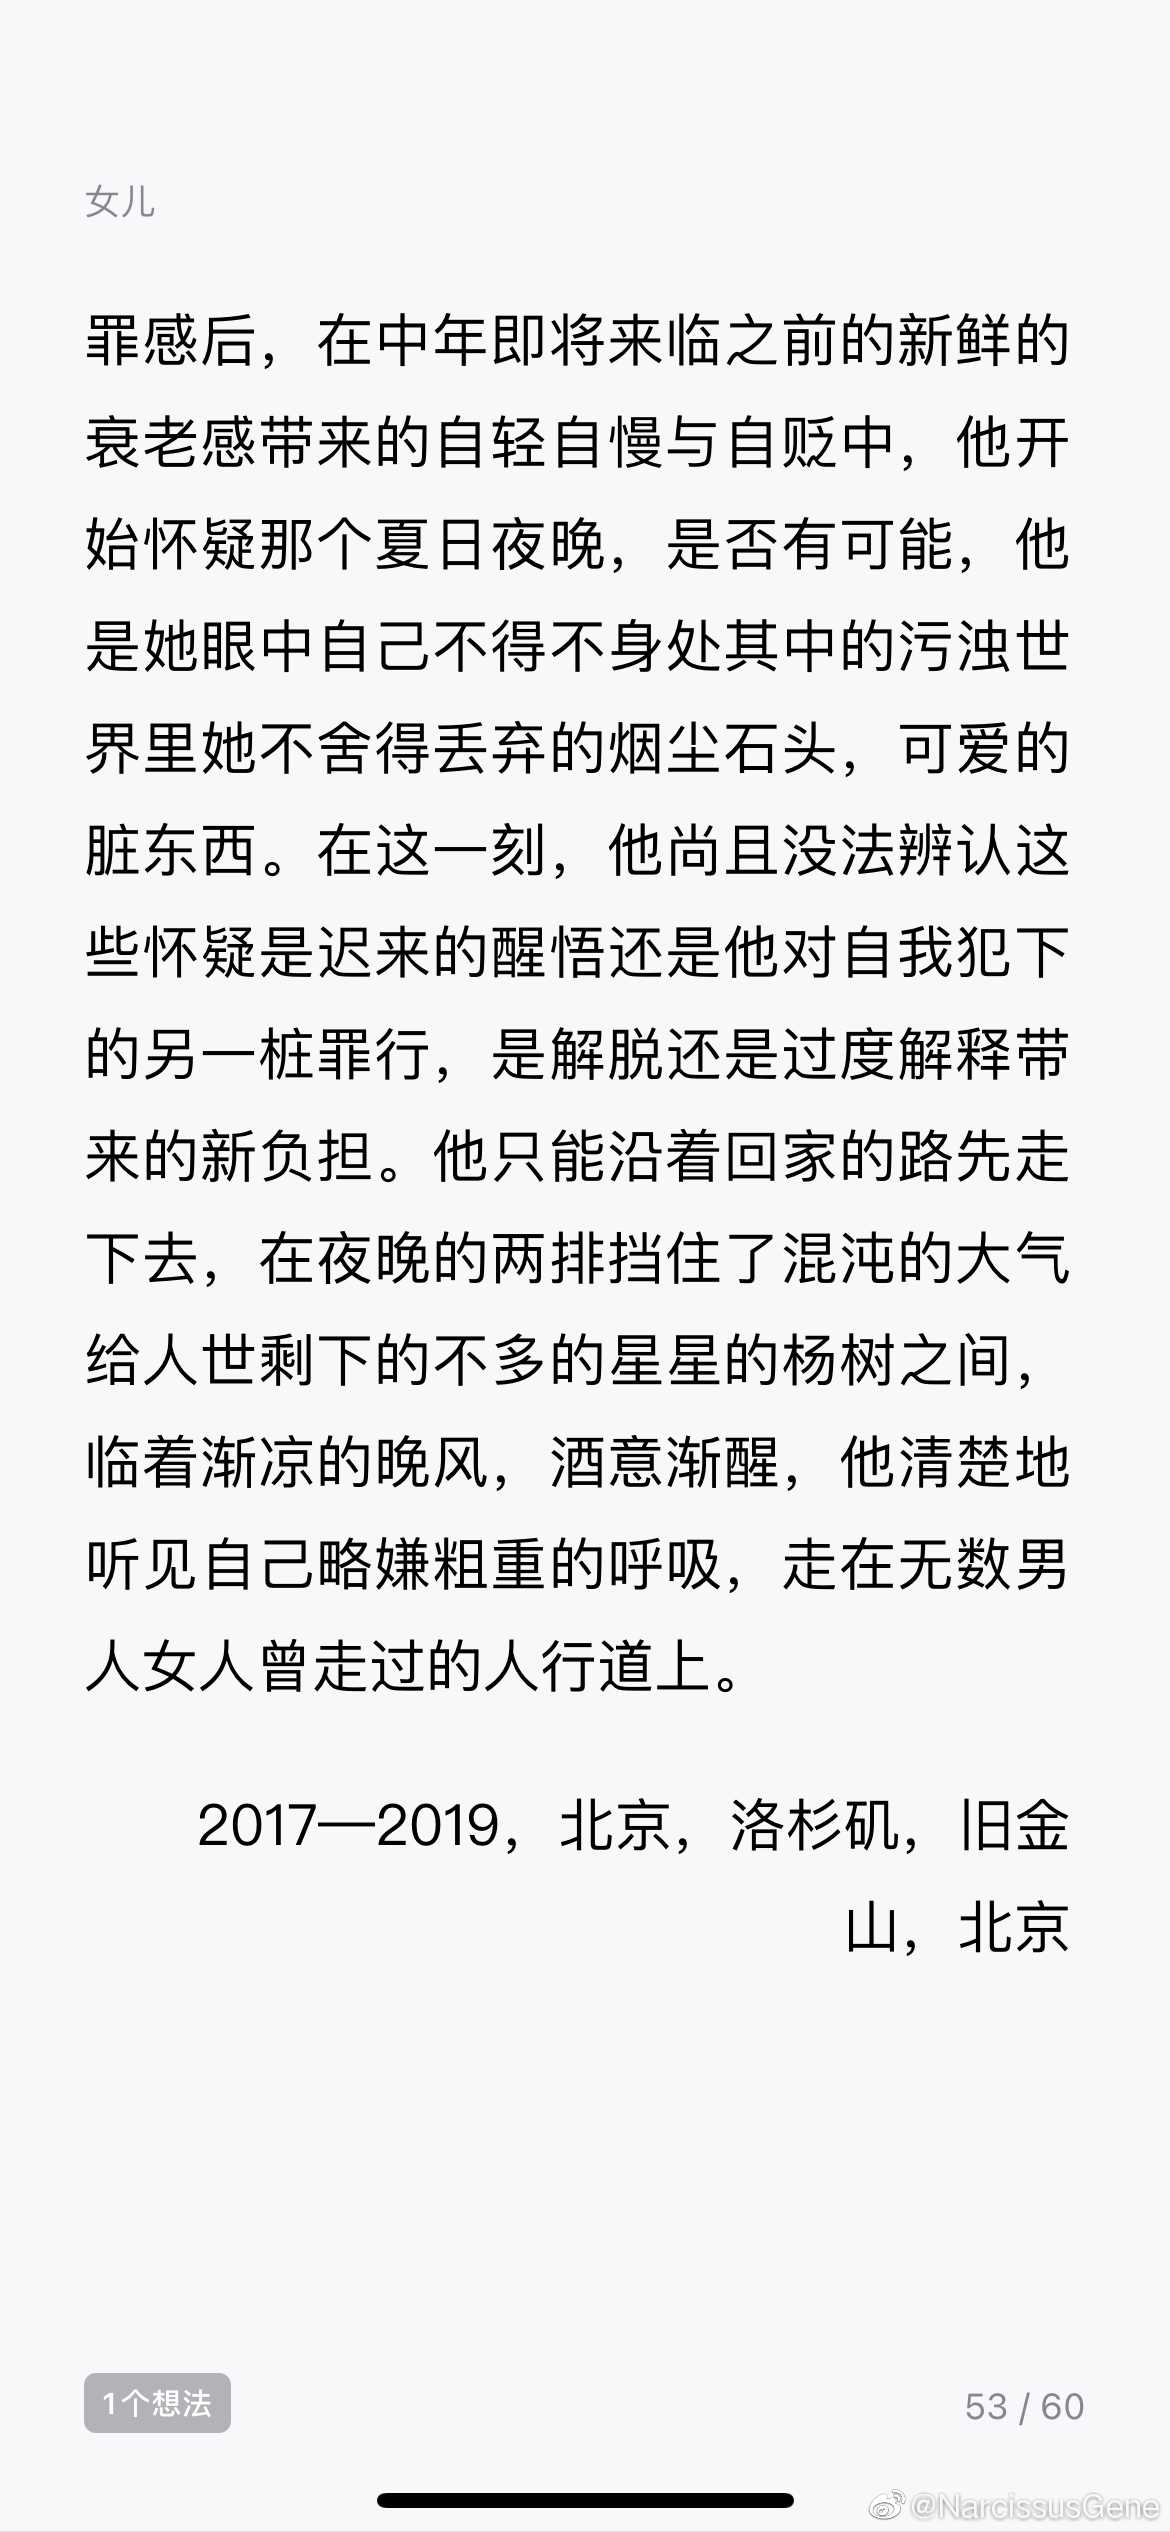 女儿
罪感后，在中年即将来临之前的新鲜的
衰老感带来的自轻自慢与自贬中，他开
始怀疑那个夏日夜晚，是否有可能，他
是她眼中自己不得不身处其中的污浊世
界里她不舍得丢弃的烟尘石头，可爱的
脏东西。在这一刻，他尚且没法辨认这
些怀疑是迟来的醒悟还是他对自我犯下
的另一桩罪行，是解脱还是过度解释带
来的新负担。他只能沿着回家的路先走
下去，在夜晚的两排挡住了混沌的大气
给人世剩下的不多的星星的杨树之间，
临着渐凉的晚风，酒意渐醒，他清楚地
听见自己略嫌粗重的呼吸，走在无数男
人女人曾走过的人行道上。
2017—2019，北京，洛杉矶，旧金
山，北京
1个想法
53 / 60
@NarcissusGene